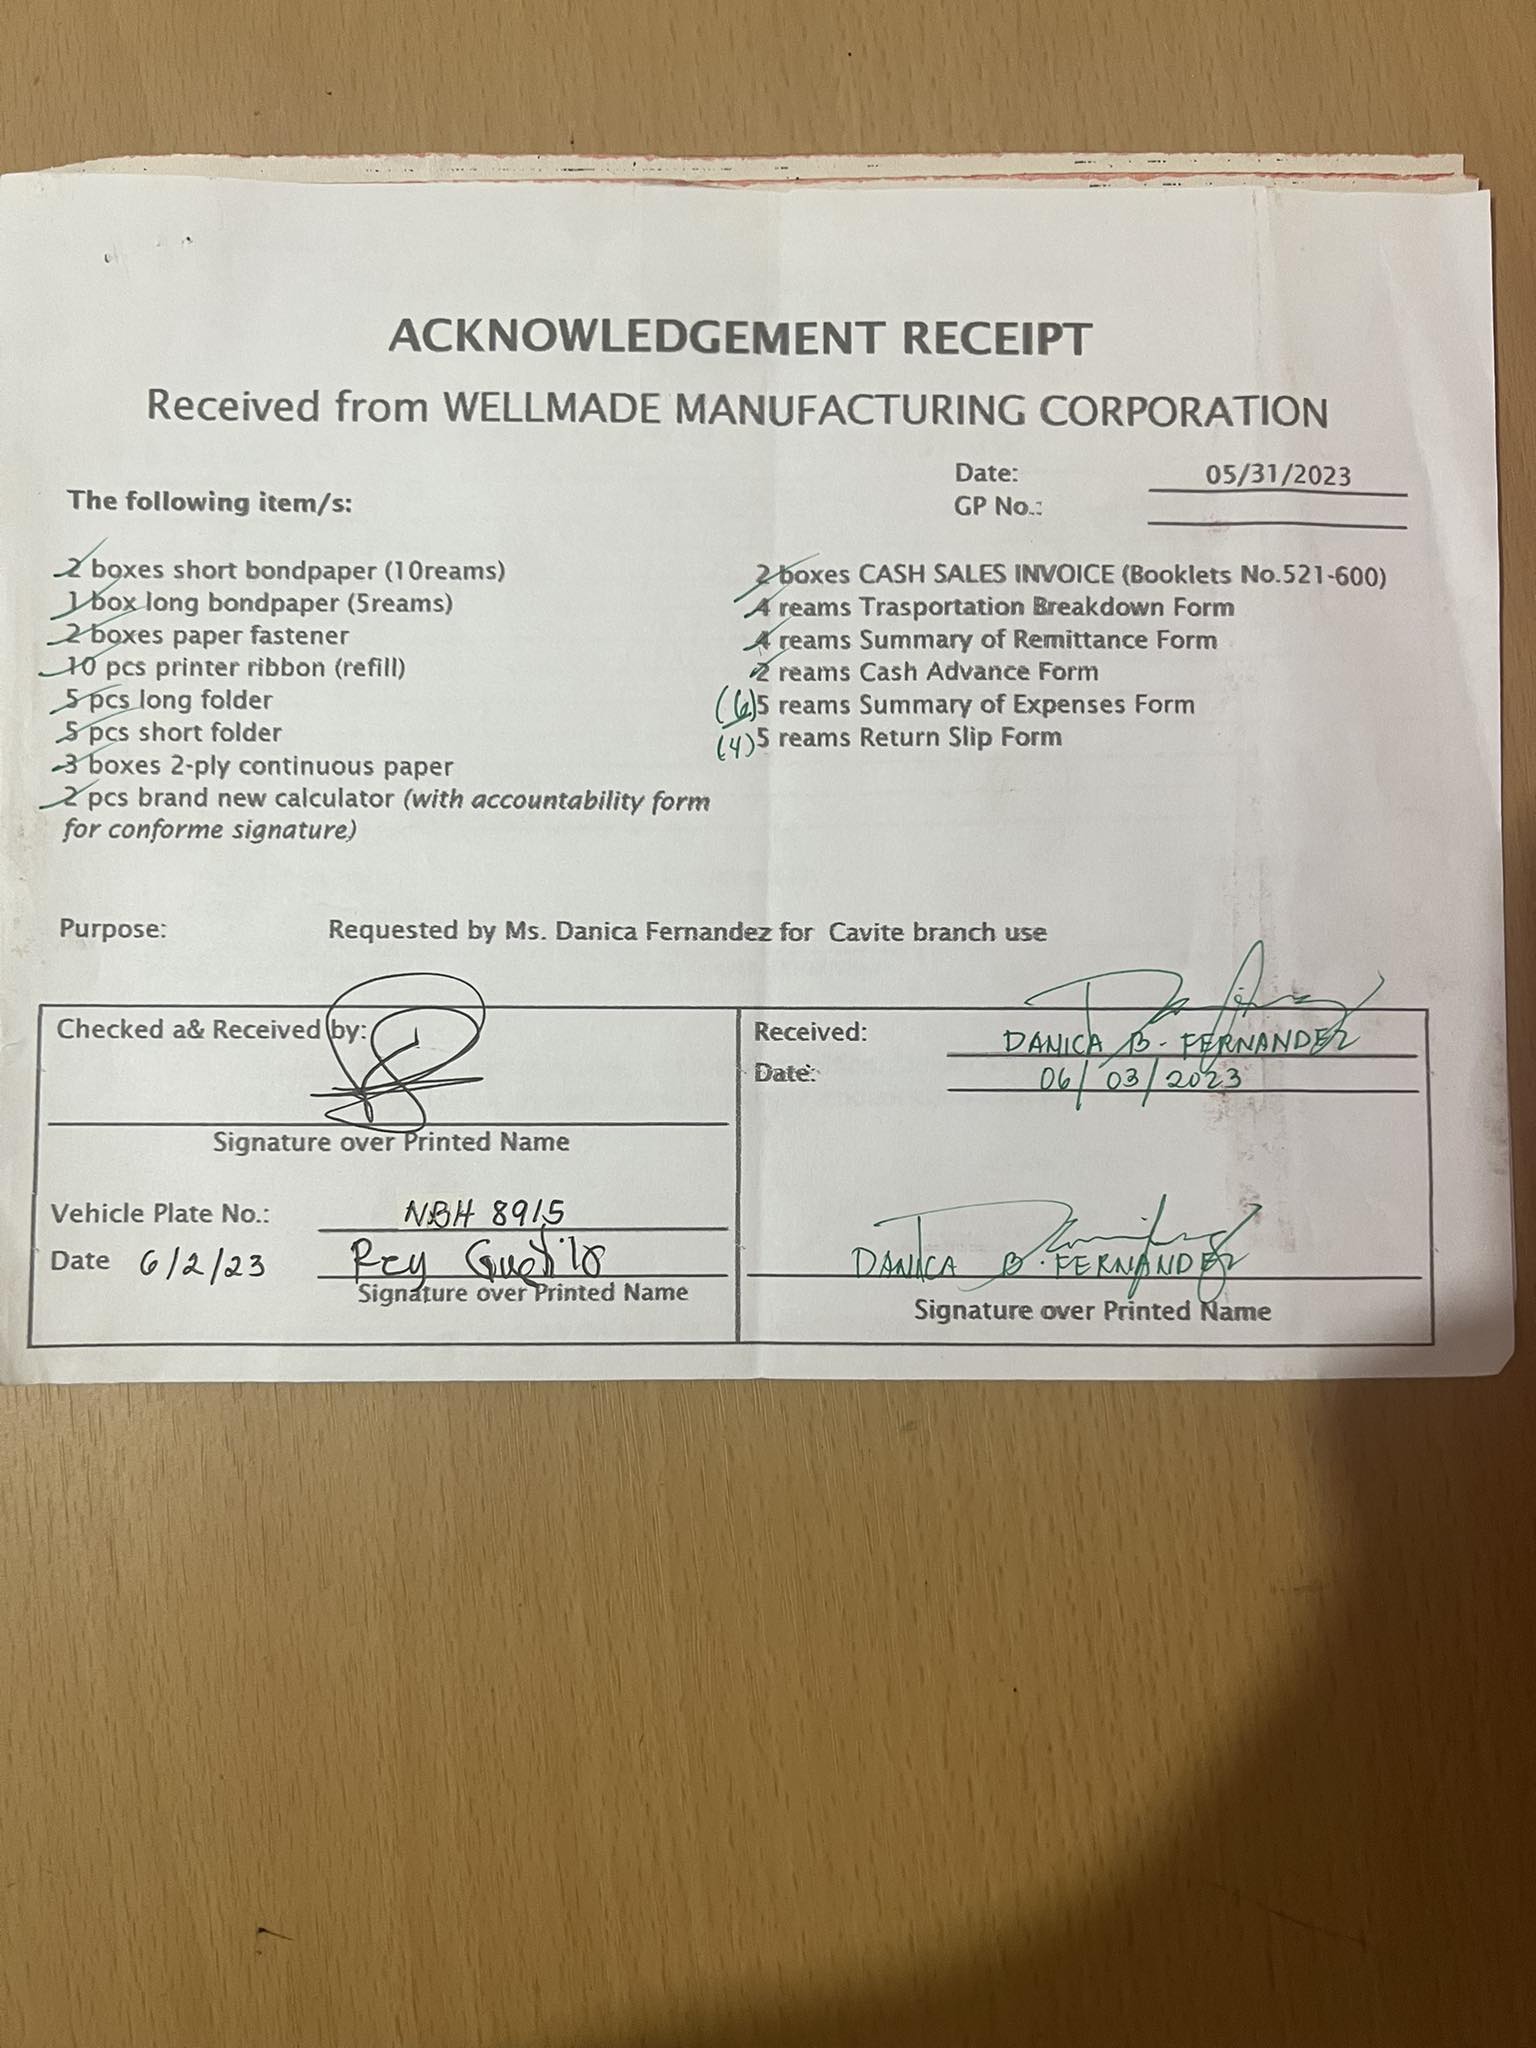 ACKNOWLEDGEMENT RECEIPT
Received from WELLMADE MANUFACTURING CORPORATION
Date: 05/31/2023
GP No.:
The following item/s:
2 boxes short bondpaper (10reams)
1 box long bondpaper (5reams)
2 boxes paper fastener
10 pcs printer ribbon (refill)
5 pcs long folder
5 pcs short folder
3 boxes 2-ply continuous paper
2 pcs brand new calculator (with accountability form
for conforme signature)
2 boxes CASH SALES INVOICE (Booklets No.521-600)
4 reams Trasportation Breakdown Form
4 reams Summary of Remittance Form
2 reams Cash Advance Form
(6) 5 reams Summary of Expenses Form
(4) 5 reams Return Slip Form
Purpose: Requested by Ms. Danica Fernandez for Cavite branch use
Checked a& Received by:
Signature over Printed Name
Vehicle Plate No.: NBH 8915
Date 6/2/23 Rey
Signature over Printed Name
Received: DANICA B. FERNANDEZ
Date: 06/03/2023
DANICA B. FERNANDEZ
Signature over Printed Name